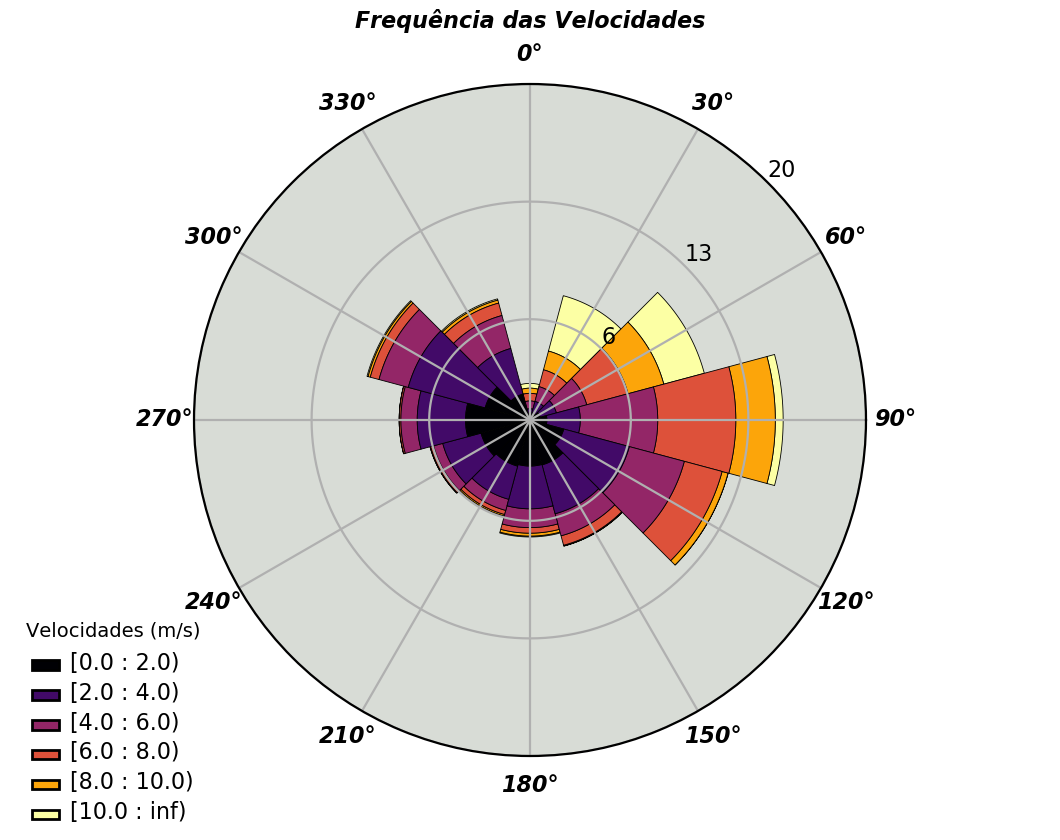 Frequência das Velocidades
0°
330°
30°
20
300°
60°
13
6
270°
90°
240°
120°
210°
150°
180°
Velocidades (m/s)
[0.0 : 2.0)
[2.0 : 4.0)
[4.0 : 6.0)
[6.0 : 8.0)
[8.0 : 10.0)
[10.0 : inf)